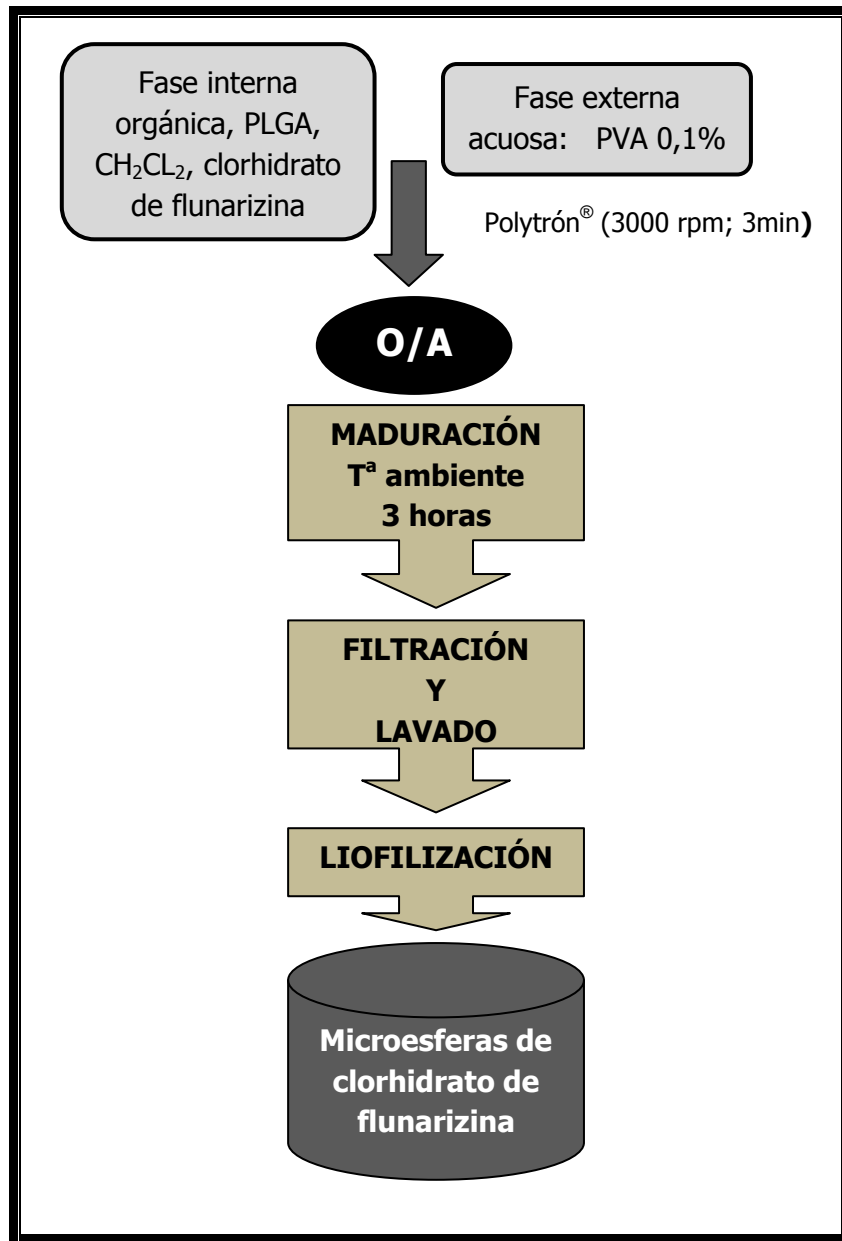 Fase interna
orgánica, PLGA,
CH₂CL₂, clorhidrato
de flunarizina
Fase externa
acuosa: PVA 0,1%
Polytrón® (3000 rpm; 3min)
O/A
MADURACIÓN
Tª ambiente
3 horas
FILTRACIÓN
Y
LAVADO
LIOFILIZACIÓN
Microesferas de
clorhidrato de
flunarizina